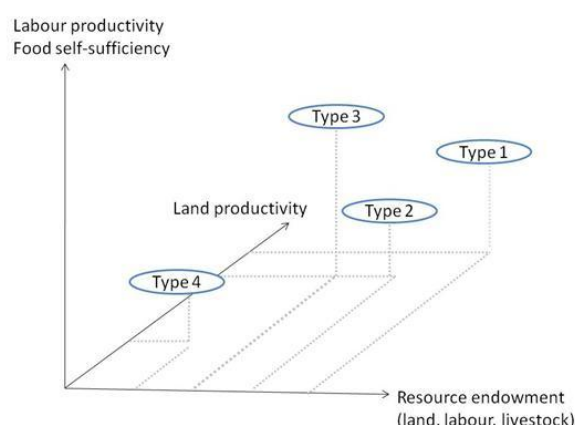 Labour productivity
Food self-sufficiency
Type 3
Type 1
Land productivity
Type 2
Type 4
Resource endowment
(land, labour, livestock)